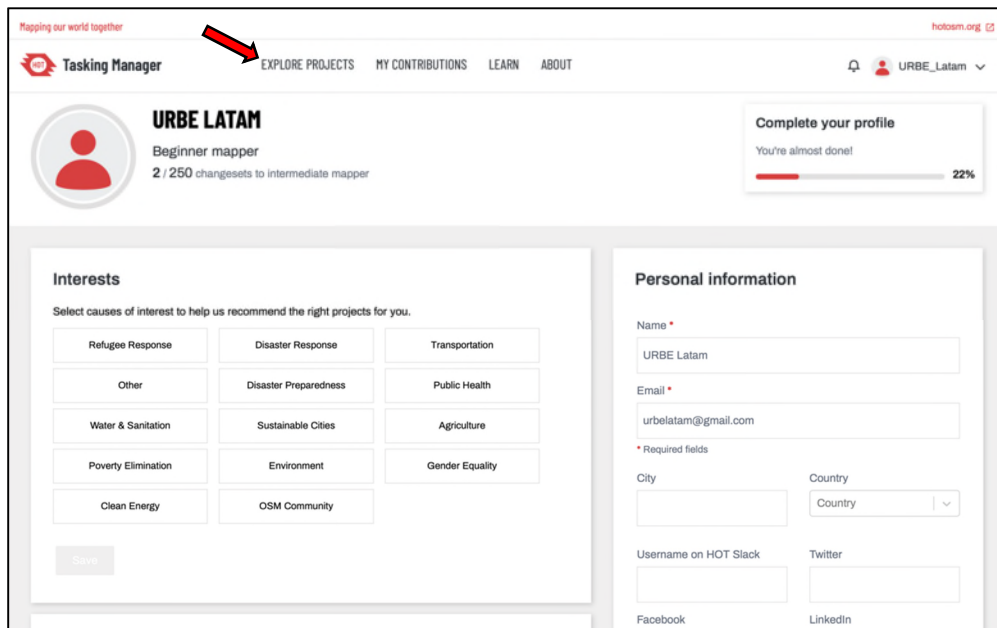 Mapping our world together
hotosm.org
HOT Tasking Manager
EXPLORE PROJECTS MY CONTRIBUTIONS LEARN ABOUT
URBE_Latam
URBE LATAM
Beginner mapper
2 / 250 changesets to intermediate mapper
Complete your profile
You're almost done!
22%
Interests
Select causes of interest to help us recommend the right projects for you.
Refugee Response Disaster Response Transportation
Other Disaster Preparedness Public Health
Water & Sanitation Sustainable Cities Agriculture
Poverty Elimination Environment Gender Equality
Clean Energy OSM Community
Save
Personal information
Name *
URBE Latam
Email *
urbelatam@gmail.com
* Required fields
City Country
Country
Username on HOT Slack Twitter
Facebook LinkedIn